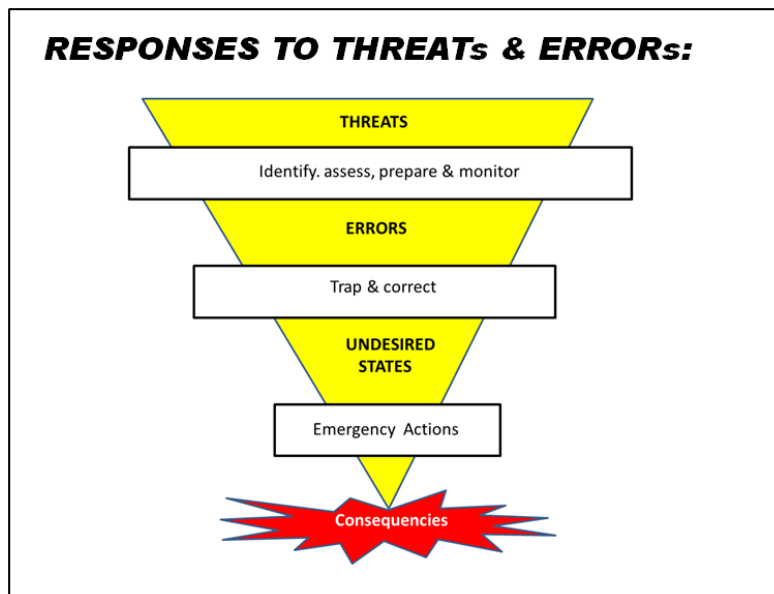 RESPONSES TO THREATs & ERRORs:
THREATS
Identify. assess, prepare & monitor
ERRORS
Trap & correct
UNDESIRED
STATES
Emergency Actions
Consequencies